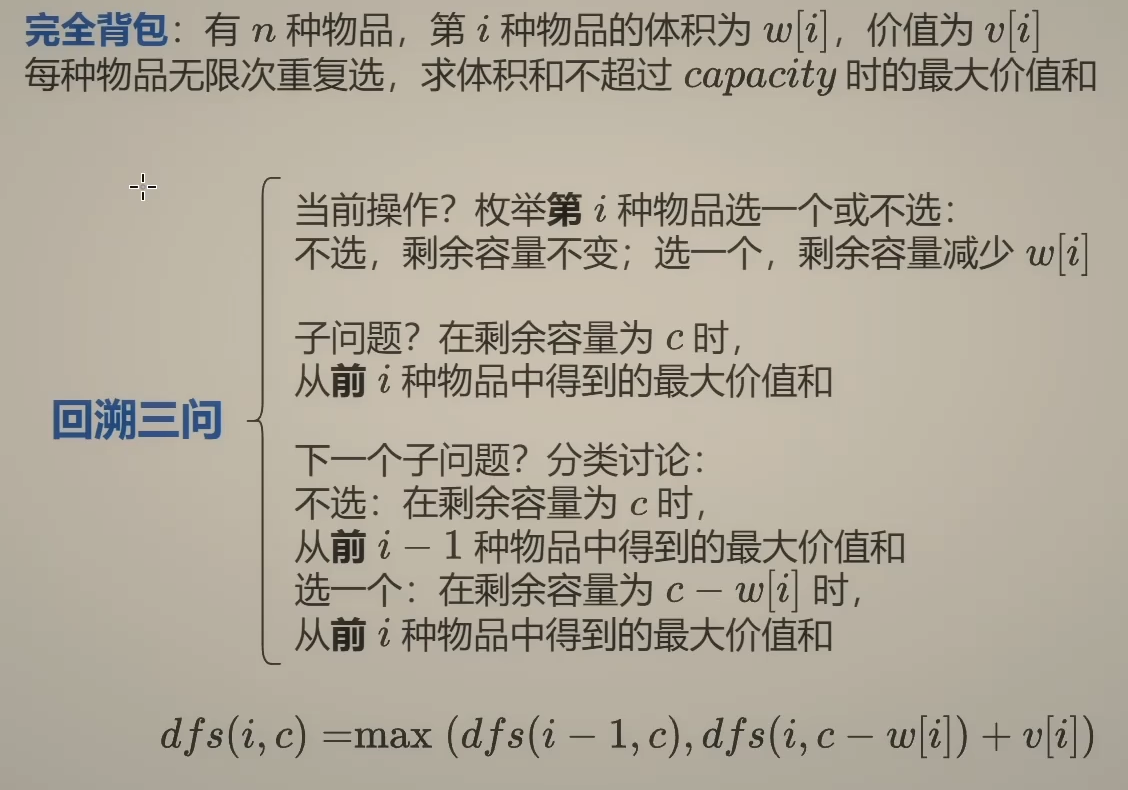 完全背包：有 n 种物品，第 i 种物品的体积为 w[i]，价值为 v[i]
每种物品无限次重复选，求体积和不超过 capacity 时的最大价值和
当前操作？枚举第 i 种物品选一个或不选：
不选，剩余容量不变；选一个，剩余容量减少 w[i]
子问题？在剩余容量为 c 时，
从前 i 种物品中得到的最大价值和
回溯三问
下一个子问题？分类讨论：
不选：在剩余容量为 c 时，
从前 i − 1 种物品中得到的最大价值和
选一个：在剩余容量为 c − w[i] 时，
从前 i 种物品中得到的最大价值和
dfs(i, c) =max (dfs(i − 1, c), dfs(i, c − w[i]) + v[i])